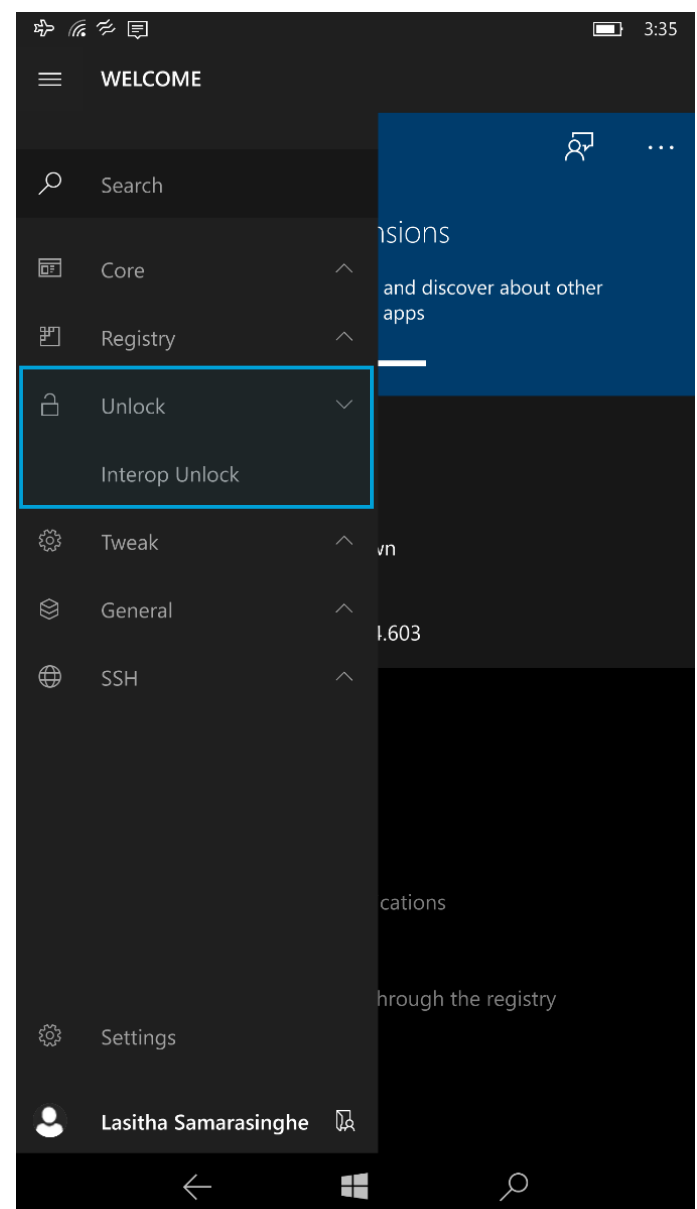 3:35
WELCOME
Search
nsions
Core
and discover about other
apps
Registry
Unlock
Interop Unlock
Tweak
wn
General
4.603
SSH
cations
hrough the registry
Settings
Lasitha Samarasinghe